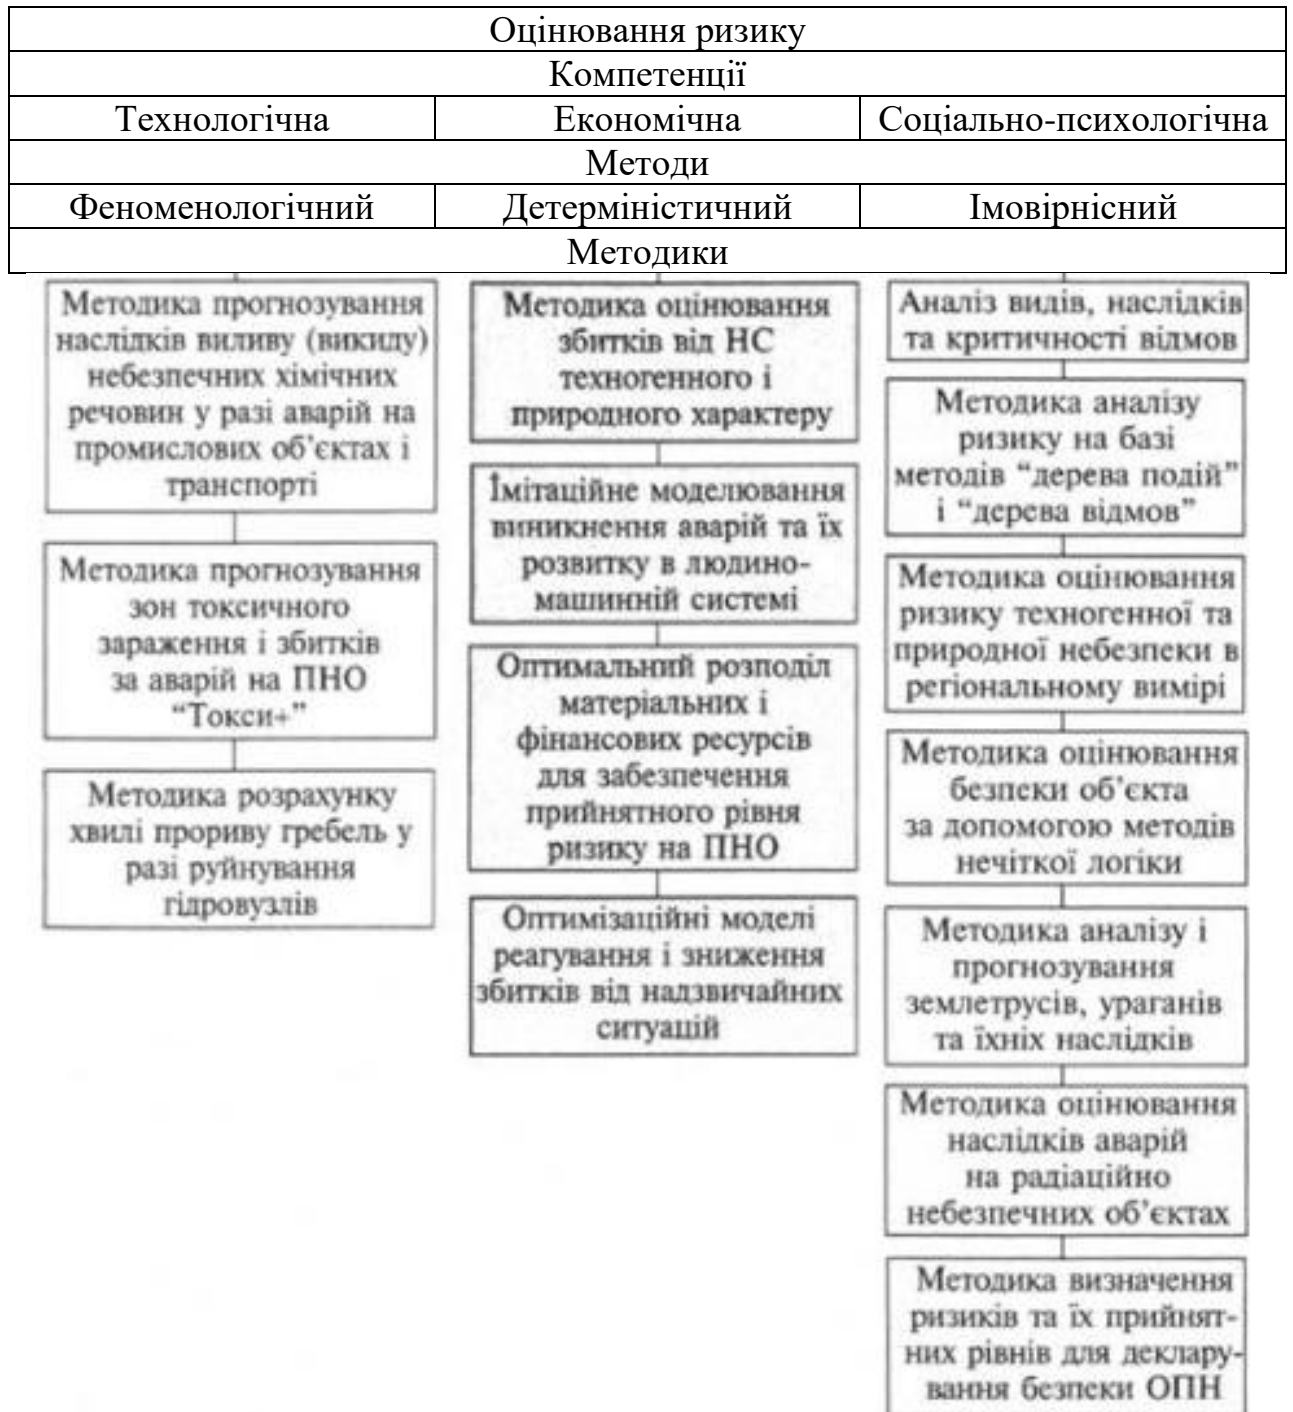 Оцінювання ризику
Компетенції
Технологічна
Економічна
Соціально-психологічна
Методи
Феноменологічний
Детерміністичний
Імовірнісний
Методики
Методика прогнозування
наслідків виливу (викиду)
небезпечних хімічних
речовин у разі аварій на
промислових об’єктах і
транспорті
Методика прогнозування
зон токсичного
зараження і збитків
за аварій на ПНО
“Токси+”
Методика розрахунку
хвилі прориву гребель у
разі руйнування
гідровузлів
Методика оцінювання
збитків від НС
техногенного і
природного характеру
Імітаційне моделювання
виникнення аварій та їх
розвитку в людино-
машинній системі
Оптимальний розподіл
матеріальних і
фінансових ресурсів
для забезпечення
прийнятного рівня
ризику на ПНО
Оптимізаційні моделі
реагування і зниження
збитків від надзвичайних
ситуацій
Аналіз видів, наслідків
та критичності відмов
Методика аналізу
ризику на базі
методів “дерева подій”
і “дерева відмов”
Методика оцінювання
ризику техногенної та
природної небезпеки в
регіональному вимірі
Методика оцінювання
безпеки об’єкта
за допомогою методів
нечіткої логіки
Методика аналізу і
прогнозування
землетрусів, ураганів
та їхніх наслідків
Методика оцінювання
наслідків аварій
на радіаційно
небезпечних об’єктах
Методика визначення
ризиків та їх прийнят-
них рівнів для деклару-
вання безпеки ОПН